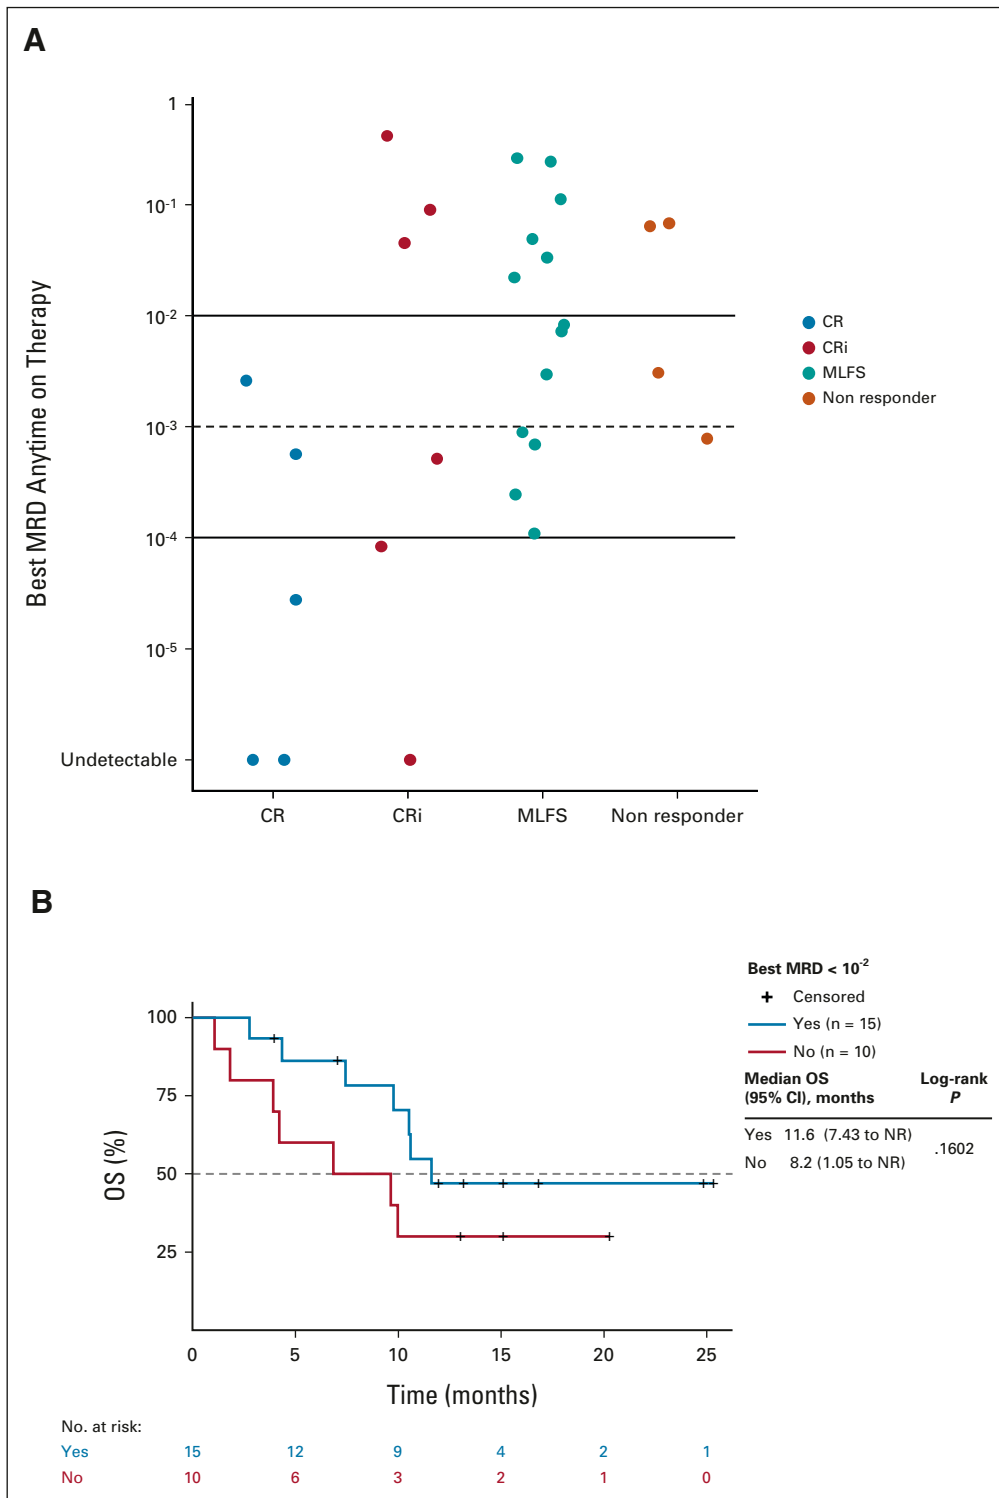 A
Best MRD Anytime on Therapy
1
10-1
10-2
10-3
10-4
10-5
Undetectable
CR
CRi
MLFS
Non responder
CR
CRi
MLFS
Non responder
B
OS (%)
100
75
50
25
0 5 10 15 20 25
Time (months)
Best MRD < 10-2
Censored
Yes (n = 15)
No (n = 10)
Median OS Log-rank
(95% CI), months P
Yes 11.6 (7.43 to NR)
.1602
No 8.2 (1.05 to NR)
No. at risk:
Yes 15 12 9 4 2 1
No 10 6 3 2 1 0